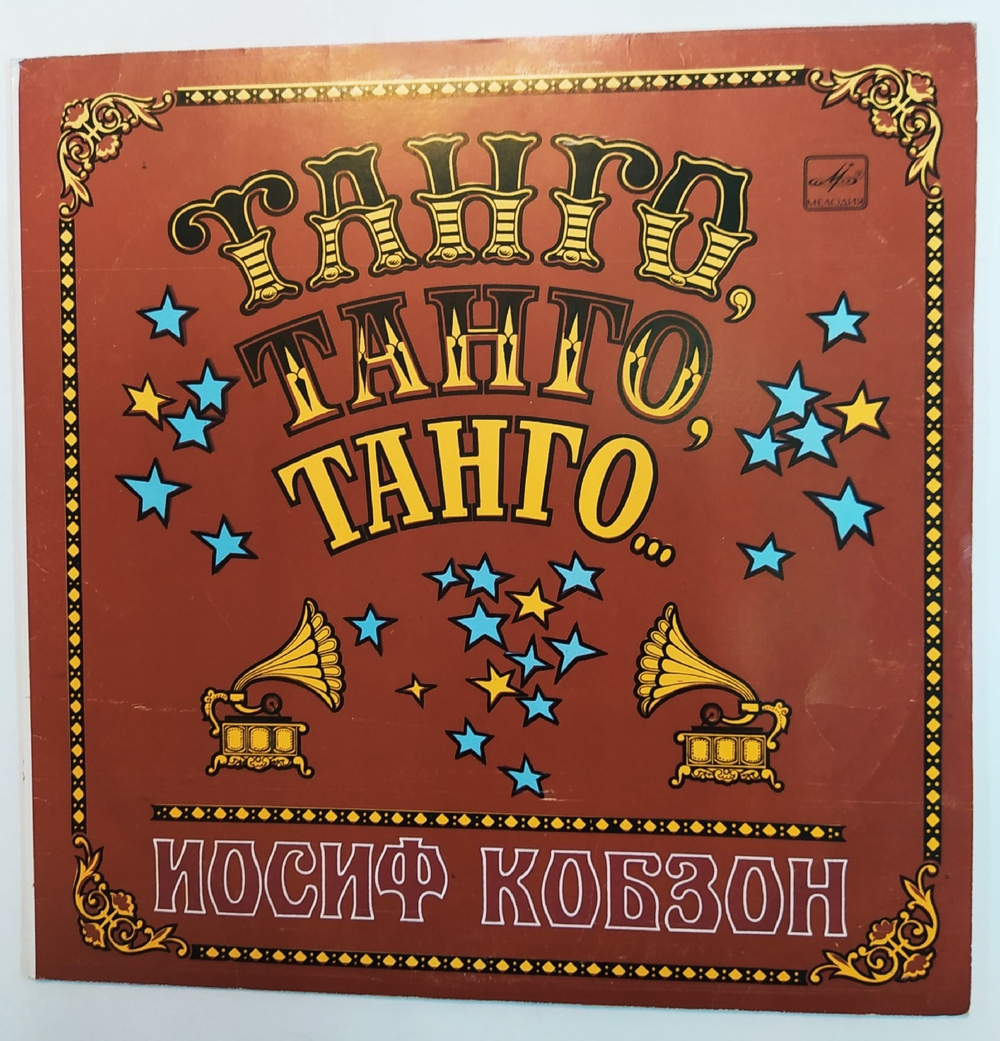 ТАНГО,
МЕЛОДИЯ
ТАНГО,
ТАНГО...
ИОСИФ КОБЗОН